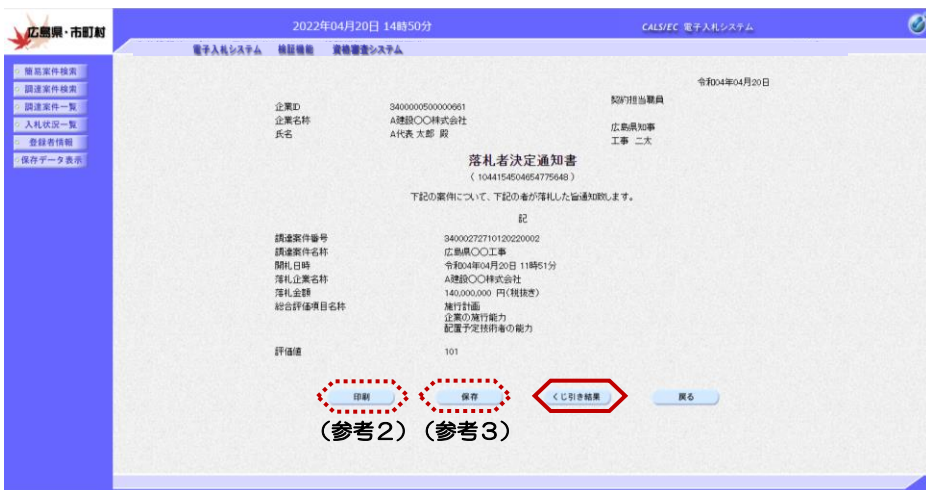 広島県・市町村
2022年04月20日 14時50分
CALS/EC 電子入札システム
電子入札システム 検証機能 資格審査システム
簡易案件検索
調達案件検索
調達案件一覧
入札状況一覧
登録者情報
保存データ表示
令和04年04月20日
契約担当職員
企業ID 3400000500000661
企業名称 A建設〇〇株式会社
広島県知事
氏名 A代表 太郎 殿
工事 二太
落札者決定通知書
( 1044154504654775648 )
下記の案件について、下記の者が落札した旨通知致します。
記
調達案件番号 34000272710120220002
調達案件名称 広島県〇〇工事
開札日時 令和04年04月20日 11時51分
落札企業名称 A建設〇〇株式会社
落札金額 140,000,000 円(税抜き)
総合評価項目名称 施行計画
企業の施行能力
配置予定技術者の能力
評価値 101
印刷 保存 くじ引き結果 戻る
(参考2) (参考3)